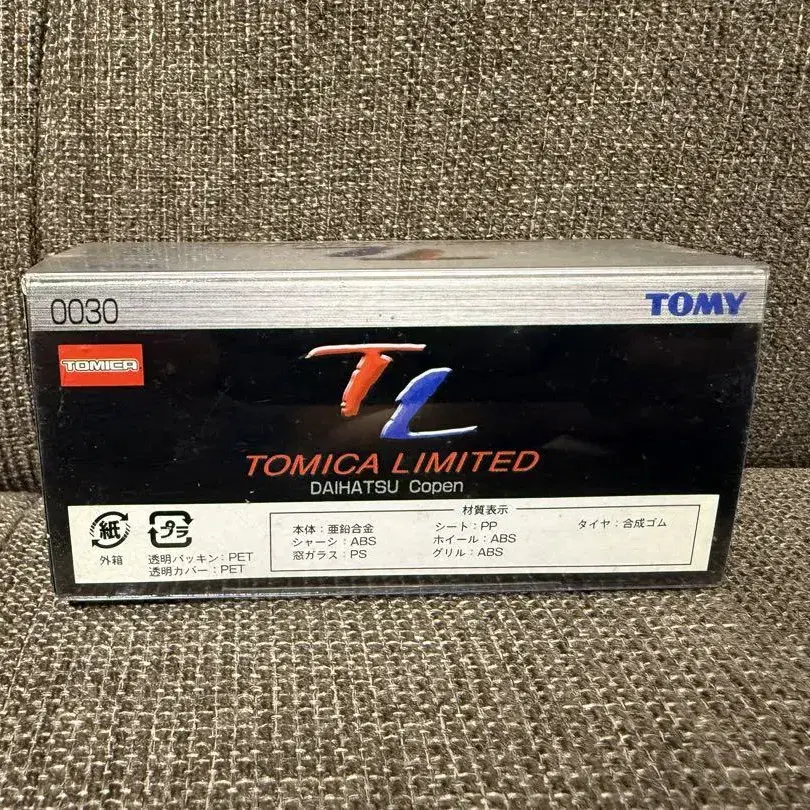 0030
TOMY
TOMICA
TL
TOMICA LIMITED
DAIHATSU Copen
紙
外箱
プラ
透明パッキン：PET
透明カバー：PET
材質表示
本体：亜鉛合金
シャーシ：ABS
窓ガラス：PS
シート：PP
ホイール：ABS
グリル：ABS
タイヤ：合成ゴム